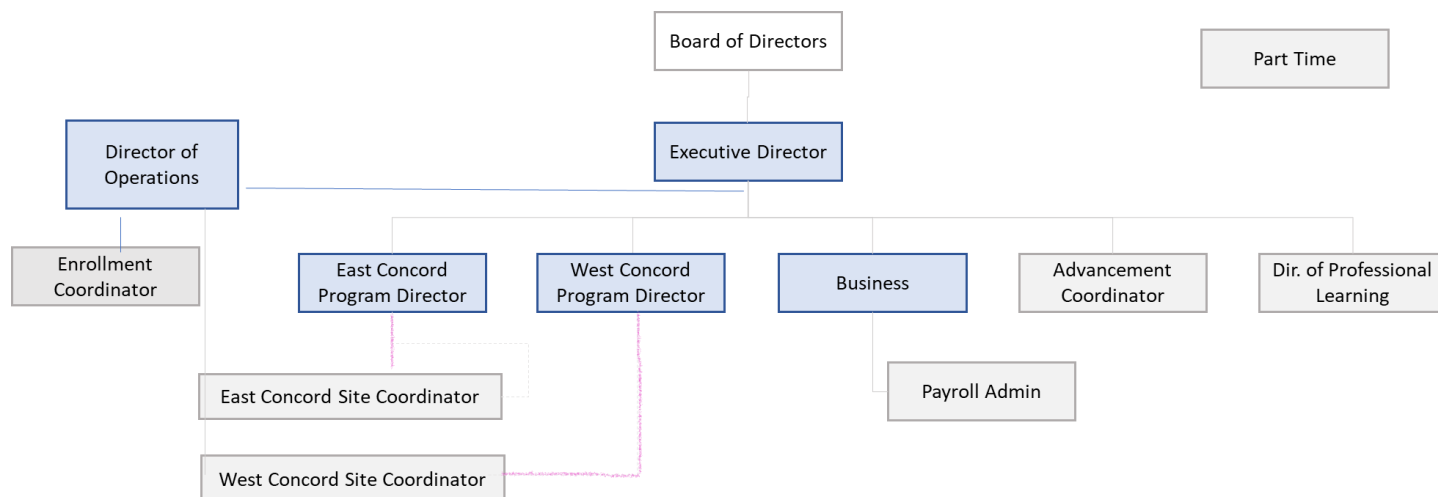 Board of Directors
Part Time
Director of
Operations
Executive Director
Enrollment
Coordinator
East Concord
Program Director
West Concord
Program Director
Business
Advancement
Coordinator
Dir. of Professional
Learning
East Concord Site Coordinator
Payroll Admin
West Concord Site Coordinator